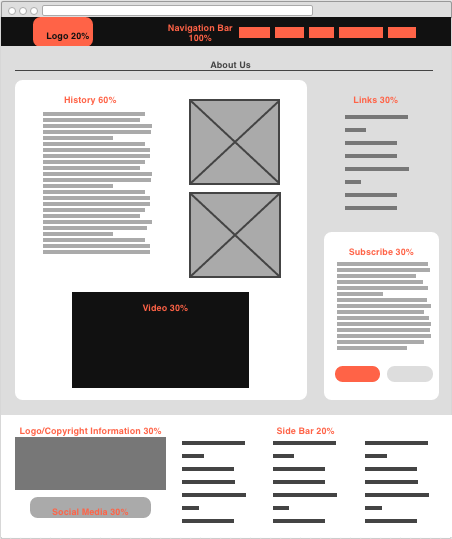 Logo 20%
Navigation Bar
100%
About Us
History 60%
Links 30%
Subscribe 30%
Video 30%
Logo/Copyright Information 30%
Side Bar 20%
Social Media 30%